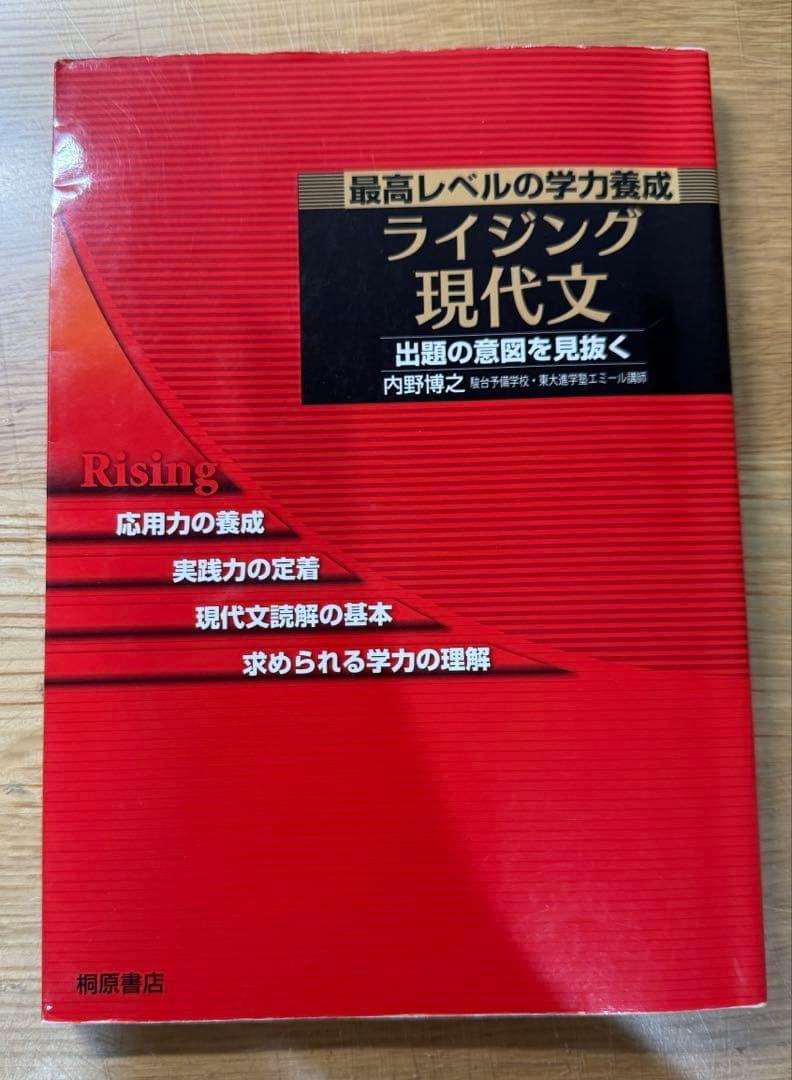 最高レベルの学力養成
ライジング
現代文
出題の意図を見抜く
内野博之 駿台予備学校・東大進学塾エミール講師
Rising
応用力の養成
実践力の定着
現代文読解の基本
求められる学力の理解
桐原書店